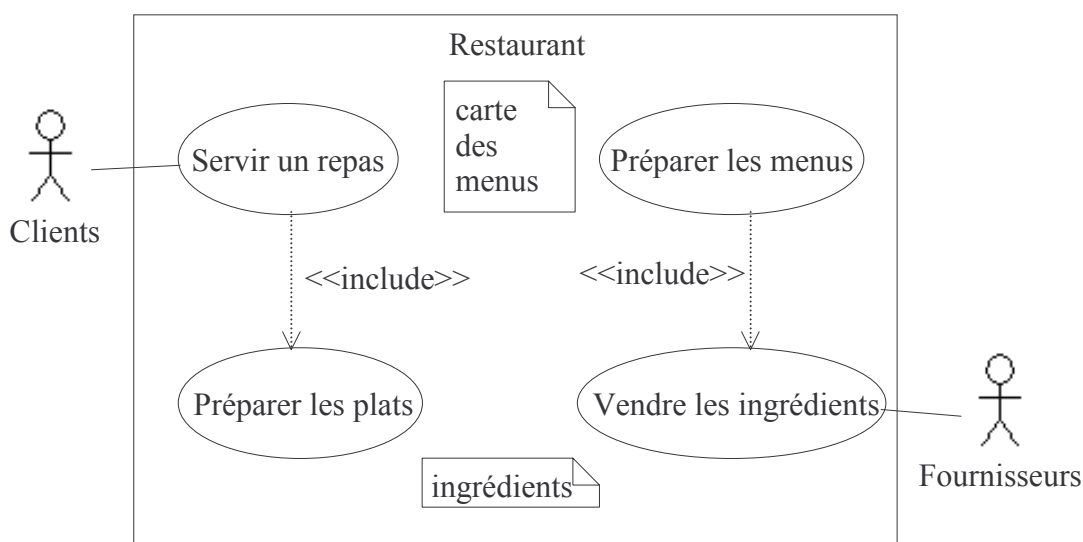 Restaurant
carte
des
menus
Servir un repas
Préparer les menus
Clients
<<include>>
<<include>>
Préparer les plats
Vendre les ingrédients
ingrédients
Fournisseurs